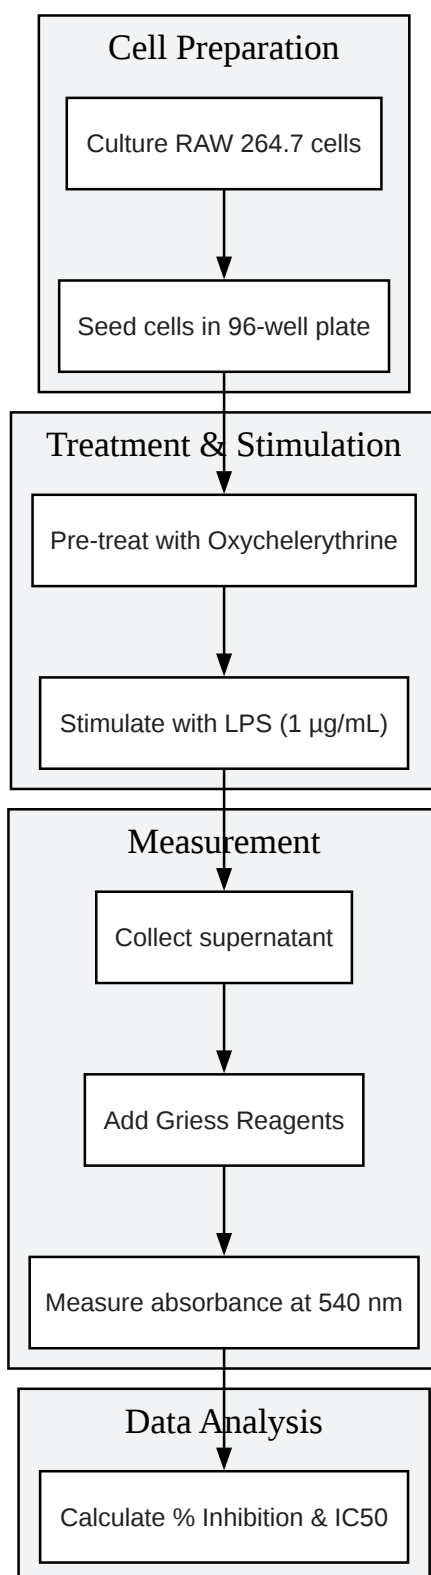 Cell Preparation
Culture RAW 264.7 cells
Seed cells in 96-well plate
Treatment & Stimulation
Pre-treat with Oxychelerythrine
Stimulate with LPS (1 µg/mL)
Measurement
Collect supernatant
Add Griess Reagents
Measure absorbance at 540 nm
Data Analysis
Calculate % Inhibition & IC50